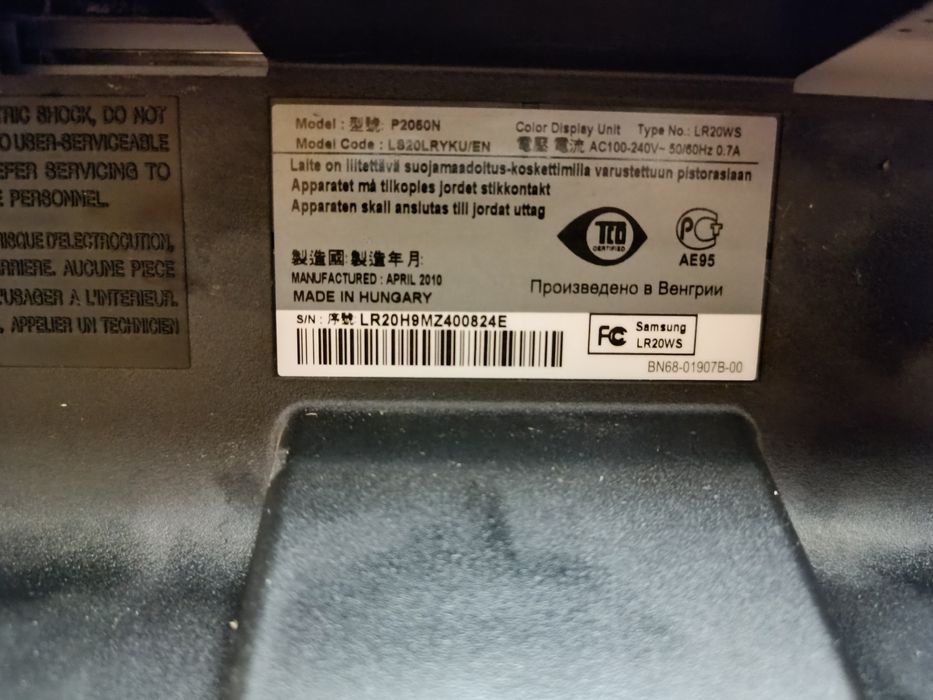 TRIC SHOCK, DO NOT
O USER-SERVICEABLE
EFER SERVICING TO
E PERSONNEL.
RISQUE D'ELECTROCUTION,
RRIERE. AUCUNE PIECE
L'USAGER A L'INTERIEUR.
, APPELIER UN TECHNICIEN
Model : 型號: P2050N
Color Display Unit Type No.: LR20WS
Model Code : LS20LRYKU/EN 電壓 電流 AC100-240V~ 50/60Hz 0.7A
Laite on liitettävä suojamaadoitus-koskettimilla varustettuun pistorasiaan
Apparatet må tilkoples jordet stikkontakt
Apparaten skall anslutas till jordat uttag
TCO
CERTIFIED
PCT
AE95
製造國: 製造年月:
MANUFACTURED : APRIL 2010
MADE IN HUNGARY
Произведено в Венгрии
S/N : 序號: LR20H9MZ400824E
FC Samsung
LR20WS
BN68-01907B-00